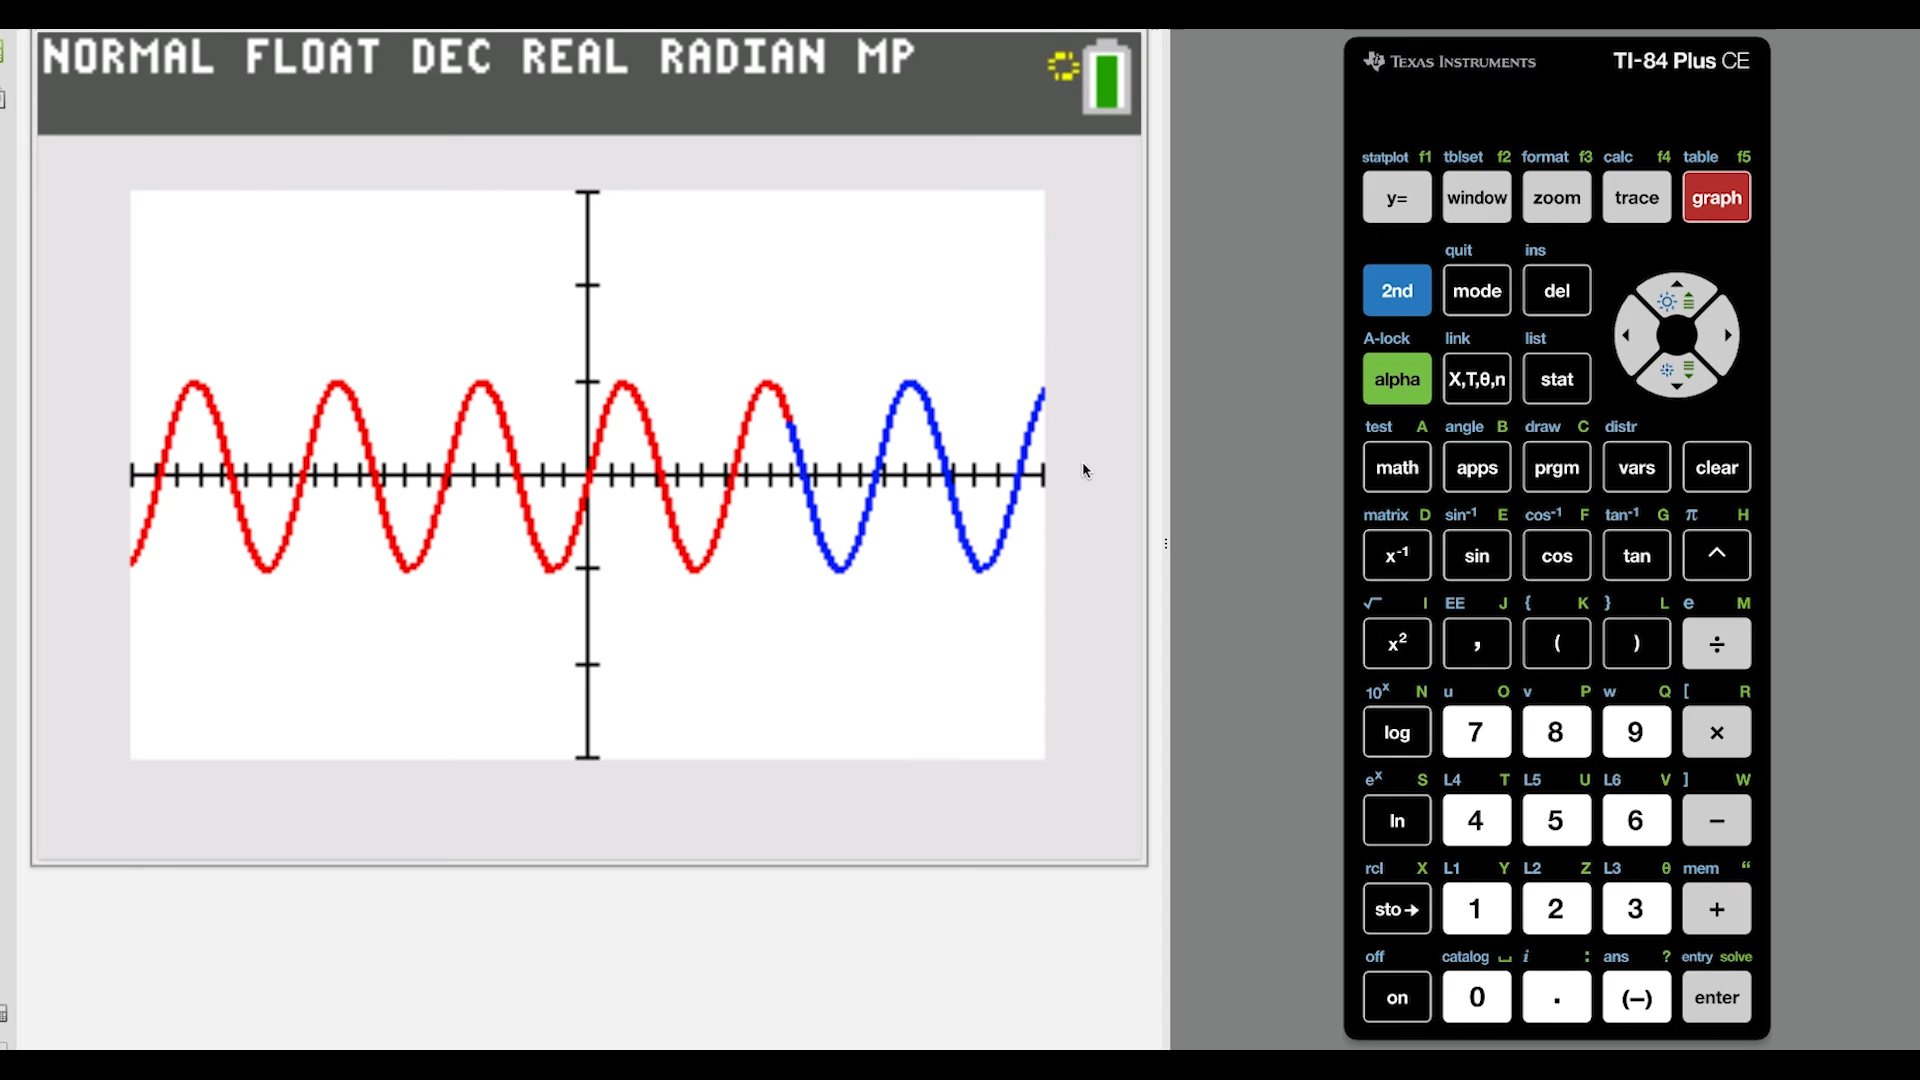 NORMAL FLOAT DEC REAL RADIAN MP
TEXAS INSTRUMENTS TI-84 Plus CE
statplot f1 tblset f2 format f3 calc f4 table f5
y= window zoom trace graph
quit ins
2nd mode del
A-lock link list
alpha X,T,θ,n stat
test A angle B draw C distr
math apps prgm vars clear
matrix D sin⁻¹ E cos⁻¹ F tan⁻¹ G π H
x⁻¹ sin cos tan ^
√ I EE J { K } L e M
x² , ( ) ÷
10ˣ N u O v P w Q [ R
log 7 8 9 ×
eˣ S L4 T L5 U L6 V ] W
ln 4 5 6 −
rcl X L1 Y L2 Z L3 θ mem “
sto→ 1 2 3 +
off catalog ⎵ i : ans ? entry solve
on 0 . (–) enter